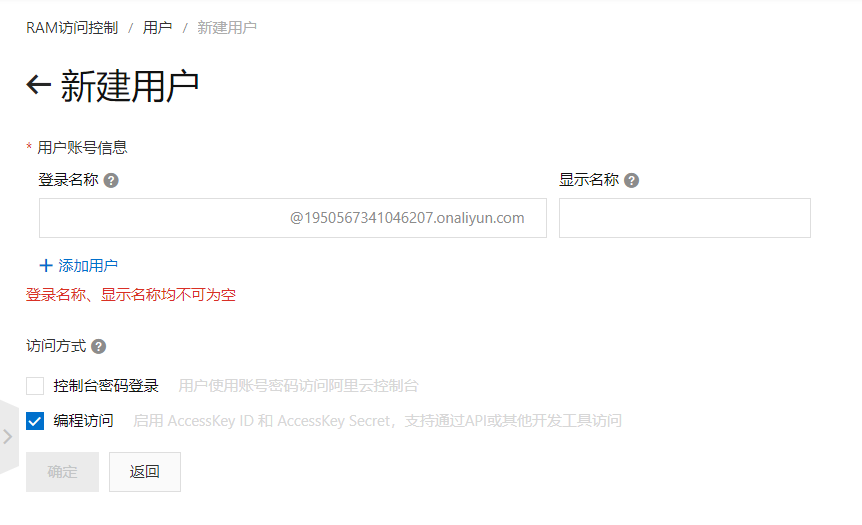 RAM访问控制 / 用户 / 新建用户
← 新建用户
* 用户账号信息
登录名称 ? 显示名称 ?
@1950567341046207.onaliyun.com
+ 添加用户
登录名称、显示名称均不可为空
访问方式 ?
控制台密码登录 用户使用账号密码访问阿里云控制台
编程访问 启用 AccessKey ID 和 AccessKey Secret，支持通过API或其他开发工具访问
确定 返回